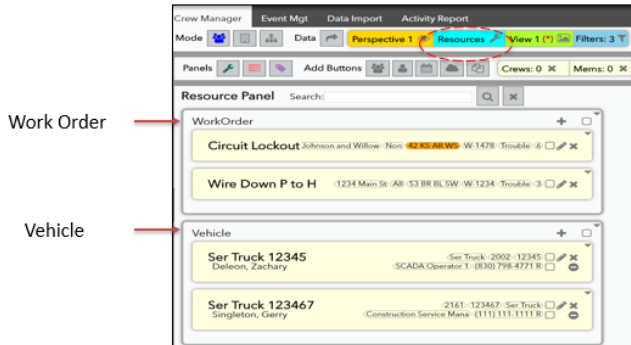 Crew Manager Event Mgt Data Import Activity Report
Mode Data Perspective 1 Resources View 1 (*) Filters: 3
Panels Add Buttons Crews: 0 Mems: 0
Resource Panel Search:
Work Order
WorkOrder
Circuit Lockout Johnson and Willow Non 42 KS AR WS W-1478 Trouble 6
Wire Down P to H 1234 Main St All 53 BR BL SW W-1234 Trouble 3
Vehicle
Vehicle
Ser Truck 12345 Ser Truck 2002 12345
Deleon, Zachary SCADA Operator 1 (830) 798-4771 R
Ser Truck 123467 2161 123467 Ser Truck
Singleton, Gerry Construction Service Mana (111) 111-1111 R